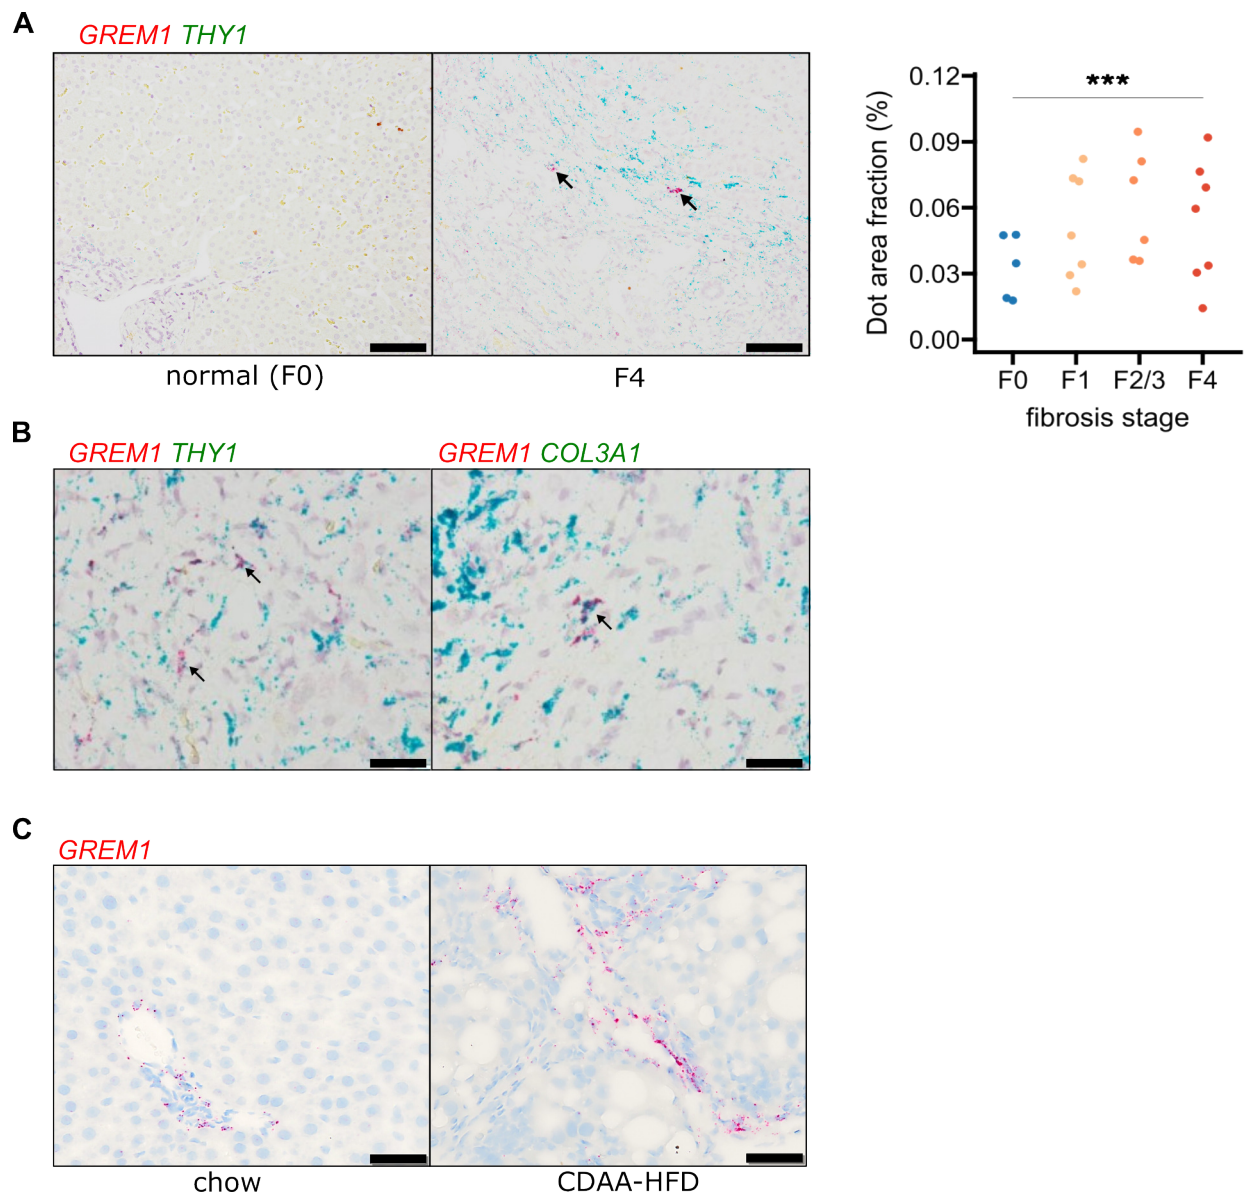 A
GREM1 THY1
normal (F0)
F4
***
0.12
0.09
0.06
0.03
0.00
Dot area fraction (%)
F0 F1 F2/3 F4
fibrosis stage
B
GREM1 THY1
GREM1 COL3A1
C
GREM1
chow
CDAA-HFD